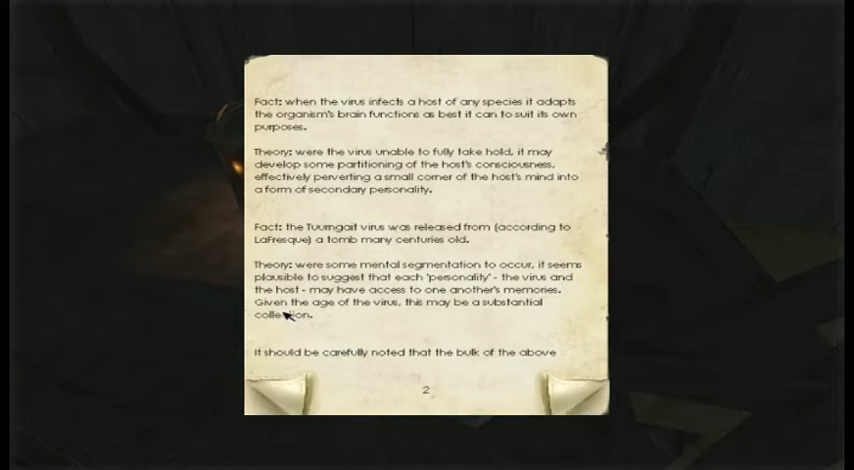 Fact: when the virus infects a host of any species it adapts
the organism's brain functions as best it can to suit its own
purposes.
Theory: were the virus unable to fully take hold, it may
develop some partitioning of the host's consciousness,
effectively perverting a small corner of the host's mind into
a form of secondary personality.
Fact: the Tuurngait virus was released from (according to
LaFresque) a tomb many centuries old.
Theory: were some mental segmentation to occur, it seems
plausible to suggest that each 'personality' - the virus and
the host - may have access to one another's memories.
Given the age of the virus, this may be a substantial
collection.
It should be carefully noted that the bulk of the above
2